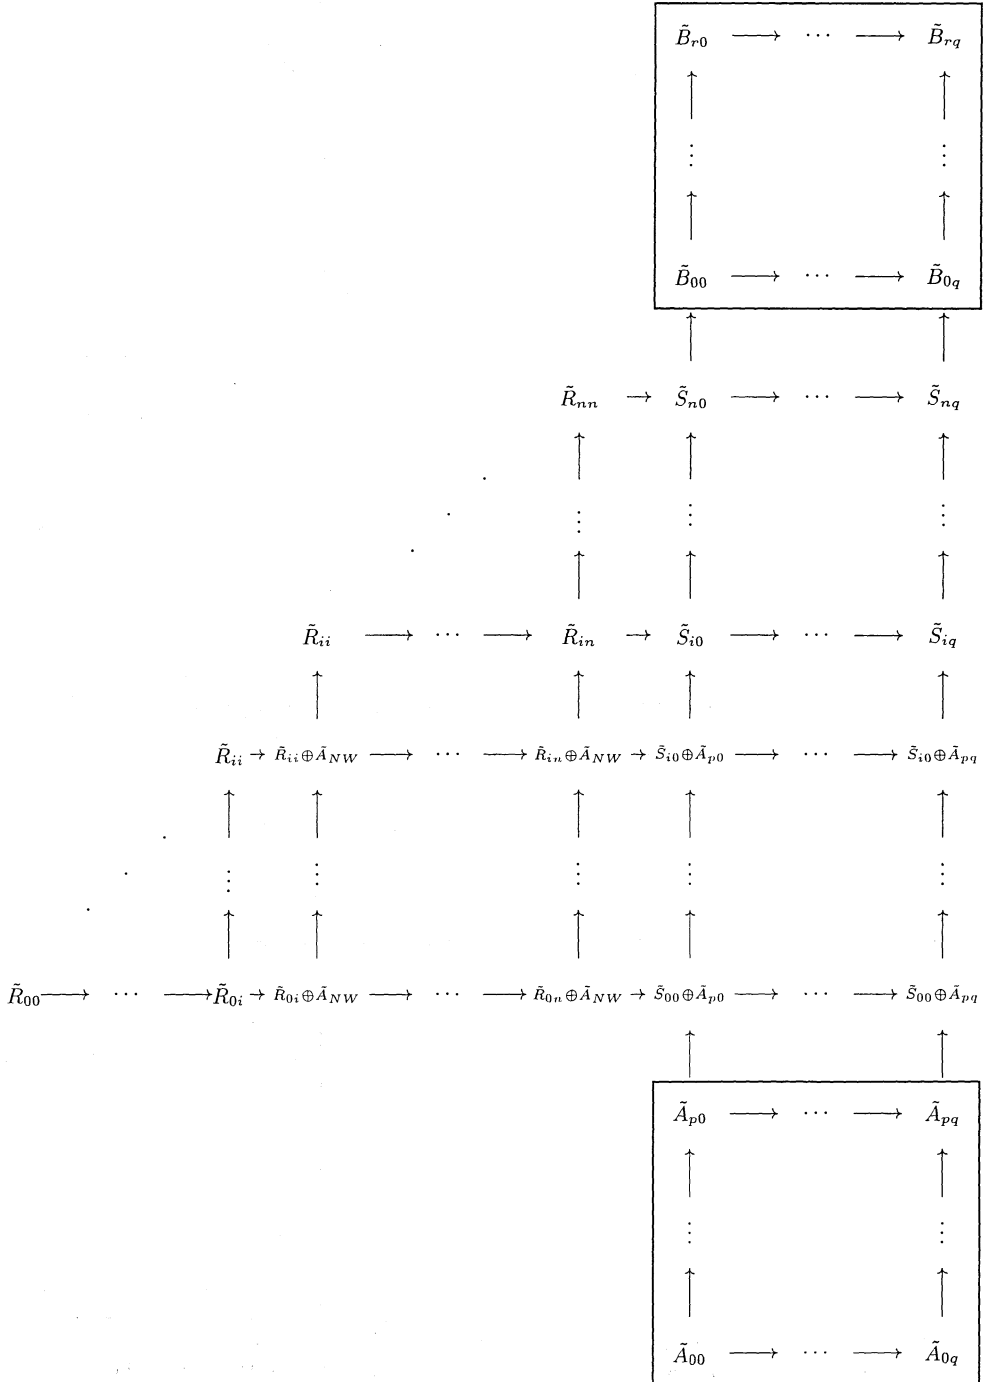 B̃_{r0} ⟶ ⋯ ⟶ B̃_{rq}
↑ ↑
⋮ ⋮
↑ ↑
B̃_{00} ⟶ ⋯ ⟶ B̃_{0q}
↑ ↑
R̃_{nn} → S̃_{n0} ⟶ ⋯ ⟶ S̃_{nq}
↑ ↑ ↑
⋮ ⋮ ⋮
↑ ↑ ↑
R̃_{ii} ⟶ ⋯ ⟶ R̃_{in} → S̃_{i0} ⟶ ⋯ ⟶ S̃_{iq}
↑ ↑ ↑ ↑
R̃_{ii} → R̃_{ii}⊕Ã_{NW} ⟶ ⋯ ⟶ R̃_{in}⊕Ã_{NW} → S̃_{i0}⊕Ã_{p0} ⟶ ⋯ ⟶ S̃_{i0}⊕Ã_{pq}
↑ ↑ ↑ ↑ ↑
⋮ ⋮ ⋮ ⋮ ⋮
↑ ↑ ↑ ↑ ↑
R̃_{00} ⟶ ⋯ ⟶ R̃_{0i} → R̃_{0i}⊕Ã_{NW} ⟶ ⋯ ⟶ R̃_{0n}⊕Ã_{NW} → S̃_{00}⊕Ã_{p0} ⟶ ⋯ ⟶ S̃_{00}⊕Ã_{pq}
↑ ↑
Ã_{p0} ⟶ ⋯ ⟶ Ã_{pq}
↑ ↑
⋮ ⋮
↑ ↑
Ã_{00} ⟶ ⋯ ⟶ Ã_{0q}